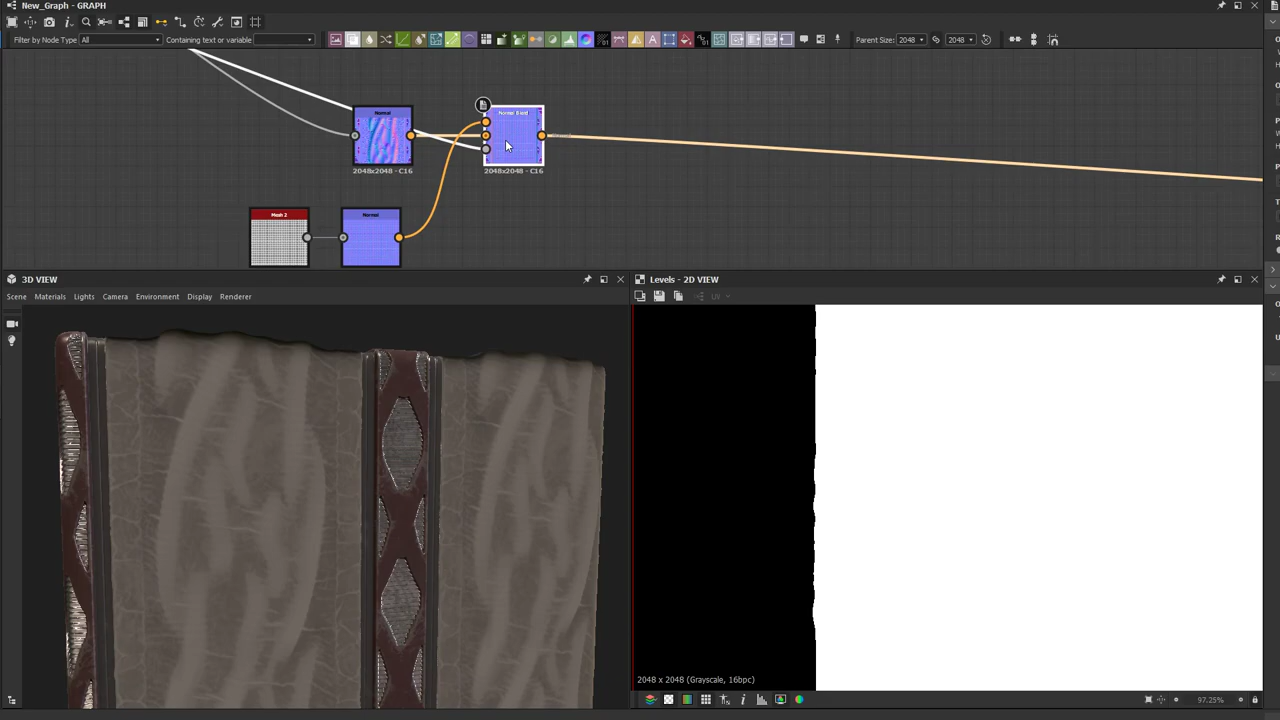 New_Graph - GRAPH
Filter by Node Type All Containing text or variable Parent Size: 2048 2048
Normal
2048x2048 - C16
Normal Blend
2048x2048 - C16
Mesh 2
Normal
3D VIEW
Scene Materials Lights Camera Environment Display Renderer
Levels - 2D VIEW
UV
2048 x 2048 (Grayscale, 16bpc)
97.25%